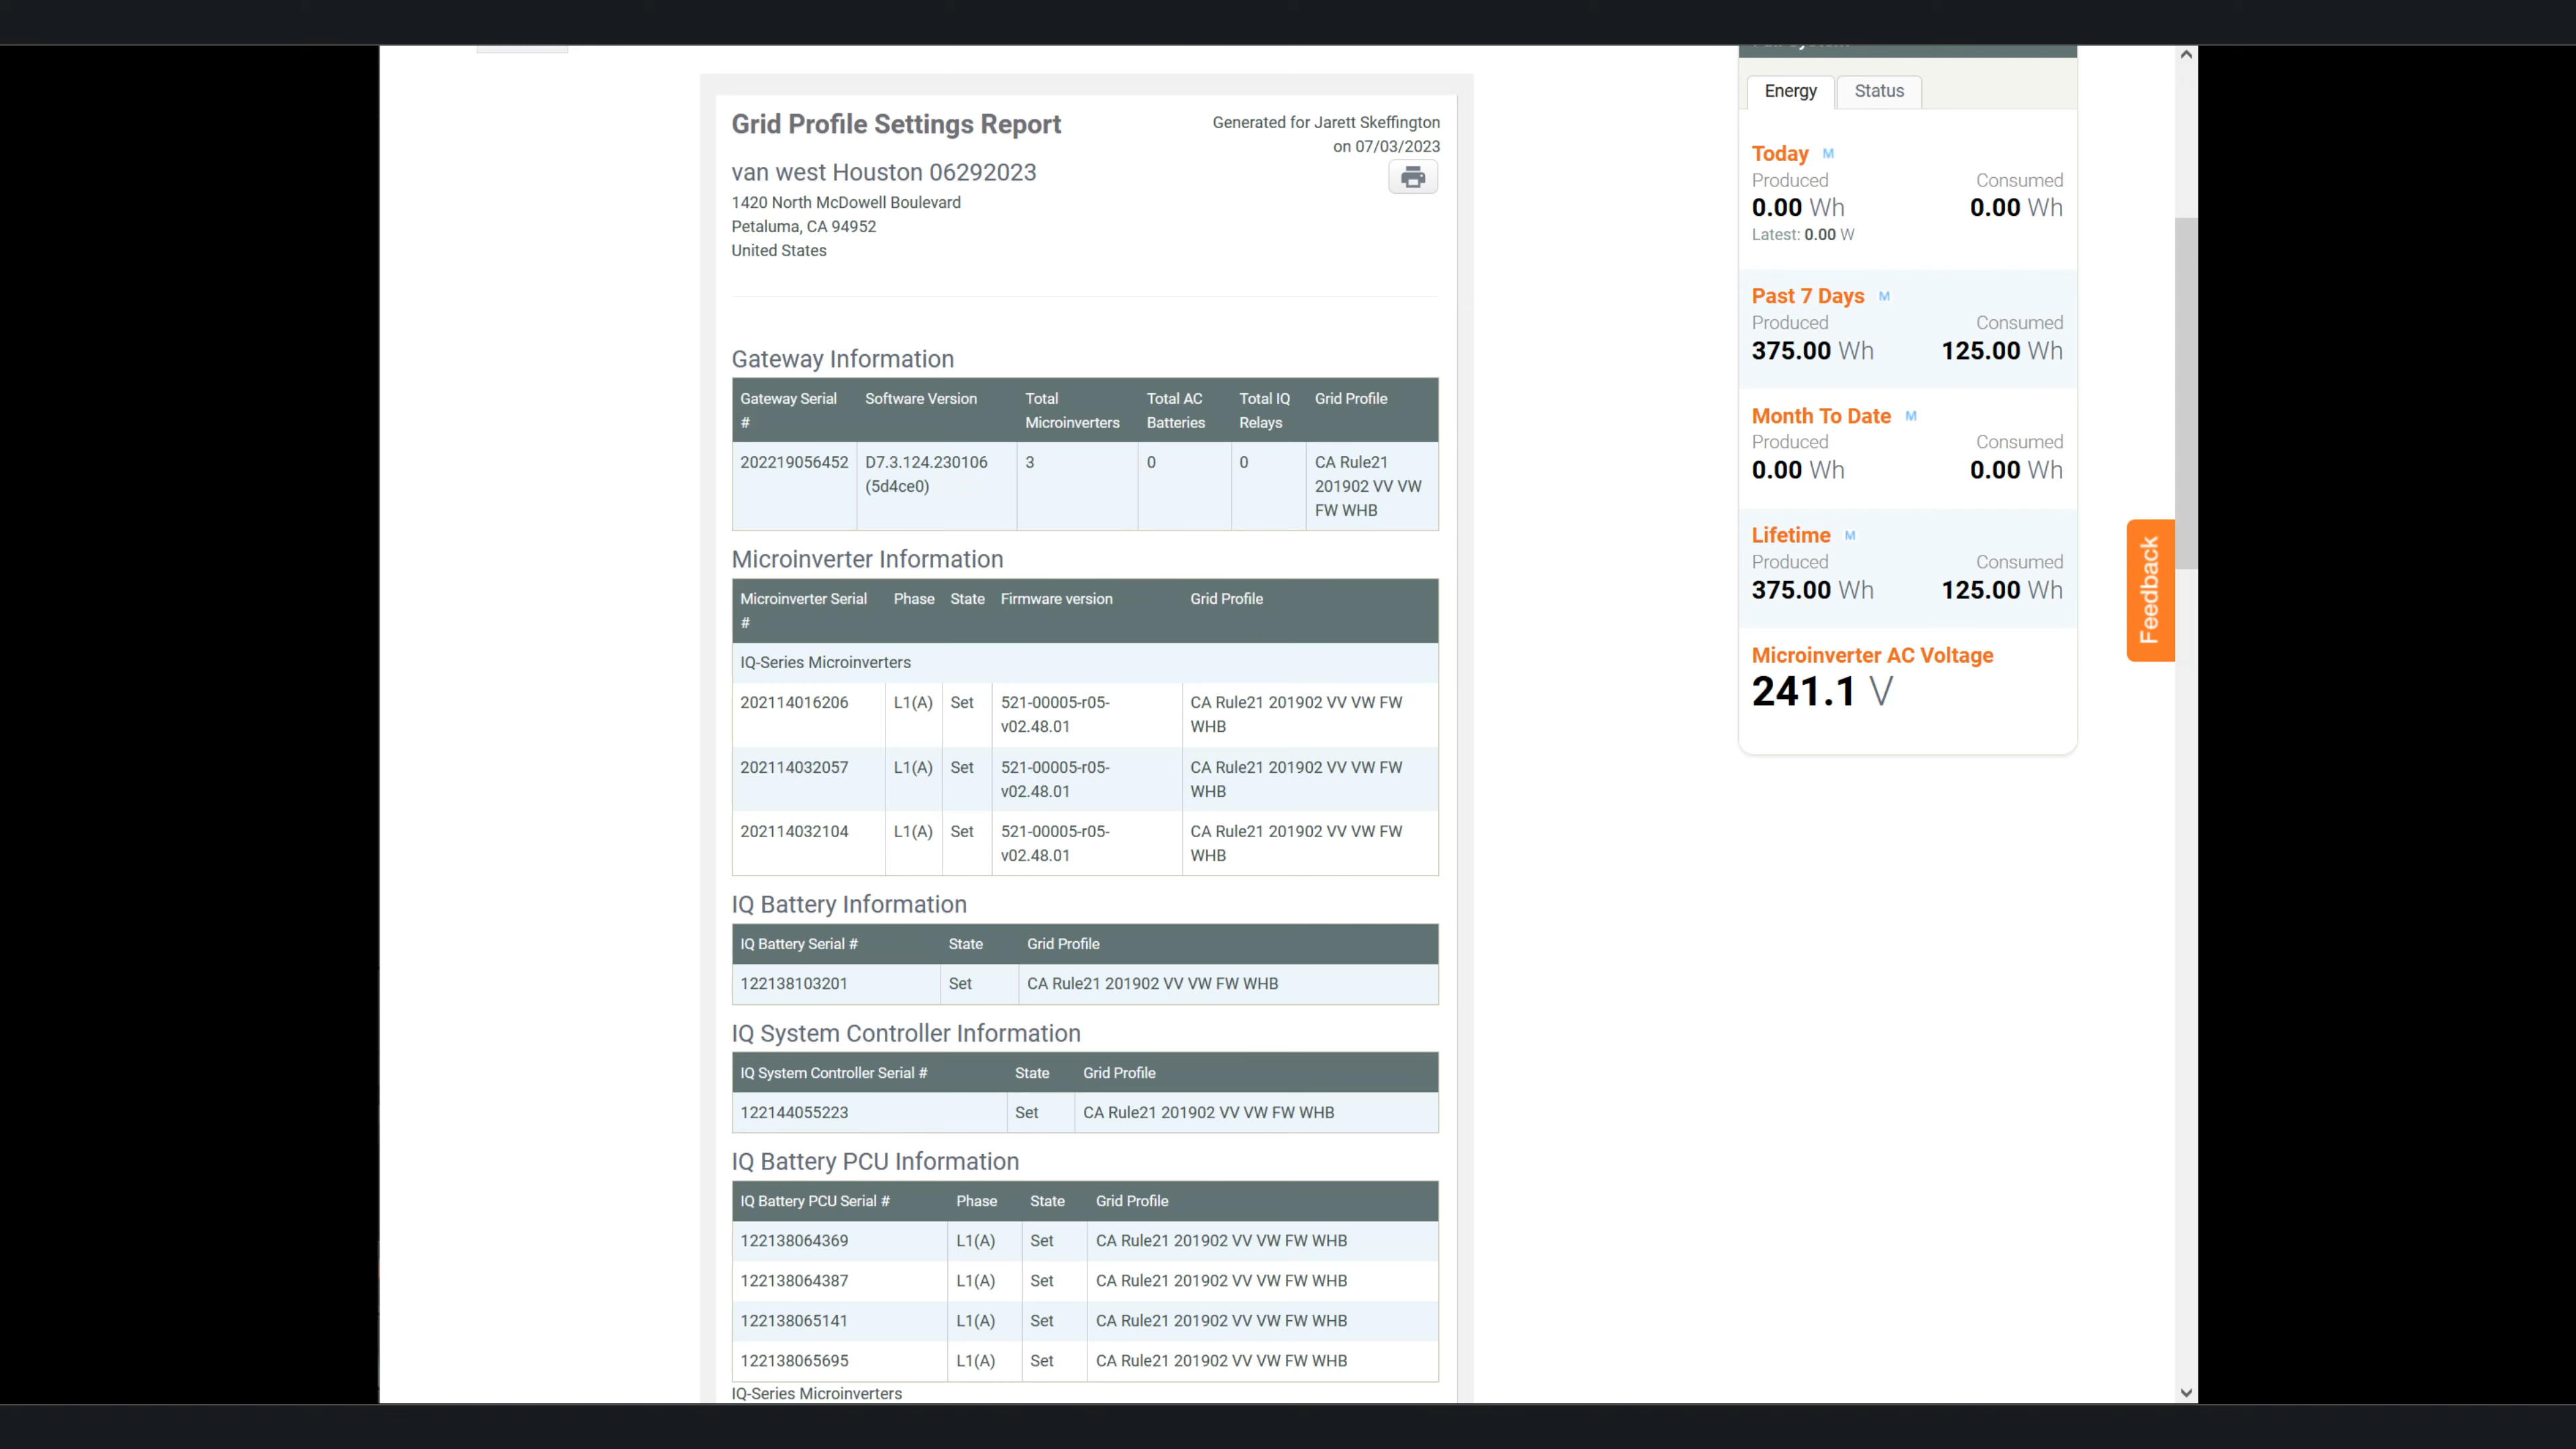 Grid Profile Settings Report
Generated for Jarett Skeffington
on 07/03/2023
van west Houston 06292023
1420 North McDowell Boulevard
Petaluma, CA 94952
United States
Gateway Information
Gateway Serial # Software Version Total Microinverters Total AC Batteries Total IQ Relays Grid Profile
202219056452 D7.3.124.230106 (5d4ce0) 3 0 0 CA Rule21 201902 VV VW FW WHB
Microinverter Information
Microinverter Serial # Phase State Firmware version Grid Profile
IQ-Series Microinverters
202114016206 L1(A) Set 521-00005-r05-v02.48.01 CA Rule21 201902 VV VW FW WHB
202114032057 L1(A) Set 521-00005-r05-v02.48.01 CA Rule21 201902 VV VW FW WHB
202114032104 L1(A) Set 521-00005-r05-v02.48.01 CA Rule21 201902 VV VW FW WHB
IQ Battery Information
IQ Battery Serial # State Grid Profile
122138103201 Set CA Rule21 201902 VV VW FW WHB
IQ System Controller Information
IQ System Controller Serial # State Grid Profile
122144055223 Set CA Rule21 201902 VV VW FW WHB
IQ Battery PCU Information
IQ Battery PCU Serial # Phase State Grid Profile
122138064369 L1(A) Set CA Rule21 201902 VV VW FW WHB
122138064387 L1(A) Set CA Rule21 201902 VV VW FW WHB
122138065141 L1(A) Set CA Rule21 201902 VV VW FW WHB
122138065695 L1(A) Set CA Rule21 201902 VV VW FW WHB
IQ-Series Microinverters
Energy Status
Today M
Produced Consumed
0.00 Wh 0.00 Wh
Latest: 0.00 W
Past 7 Days M
Produced Consumed
375.00 Wh 125.00 Wh
Month To Date M
Produced Consumed
0.00 Wh 0.00 Wh
Lifetime M
Produced Consumed
375.00 Wh 125.00 Wh
Microinverter AC Voltage
241.1 V
Feedback